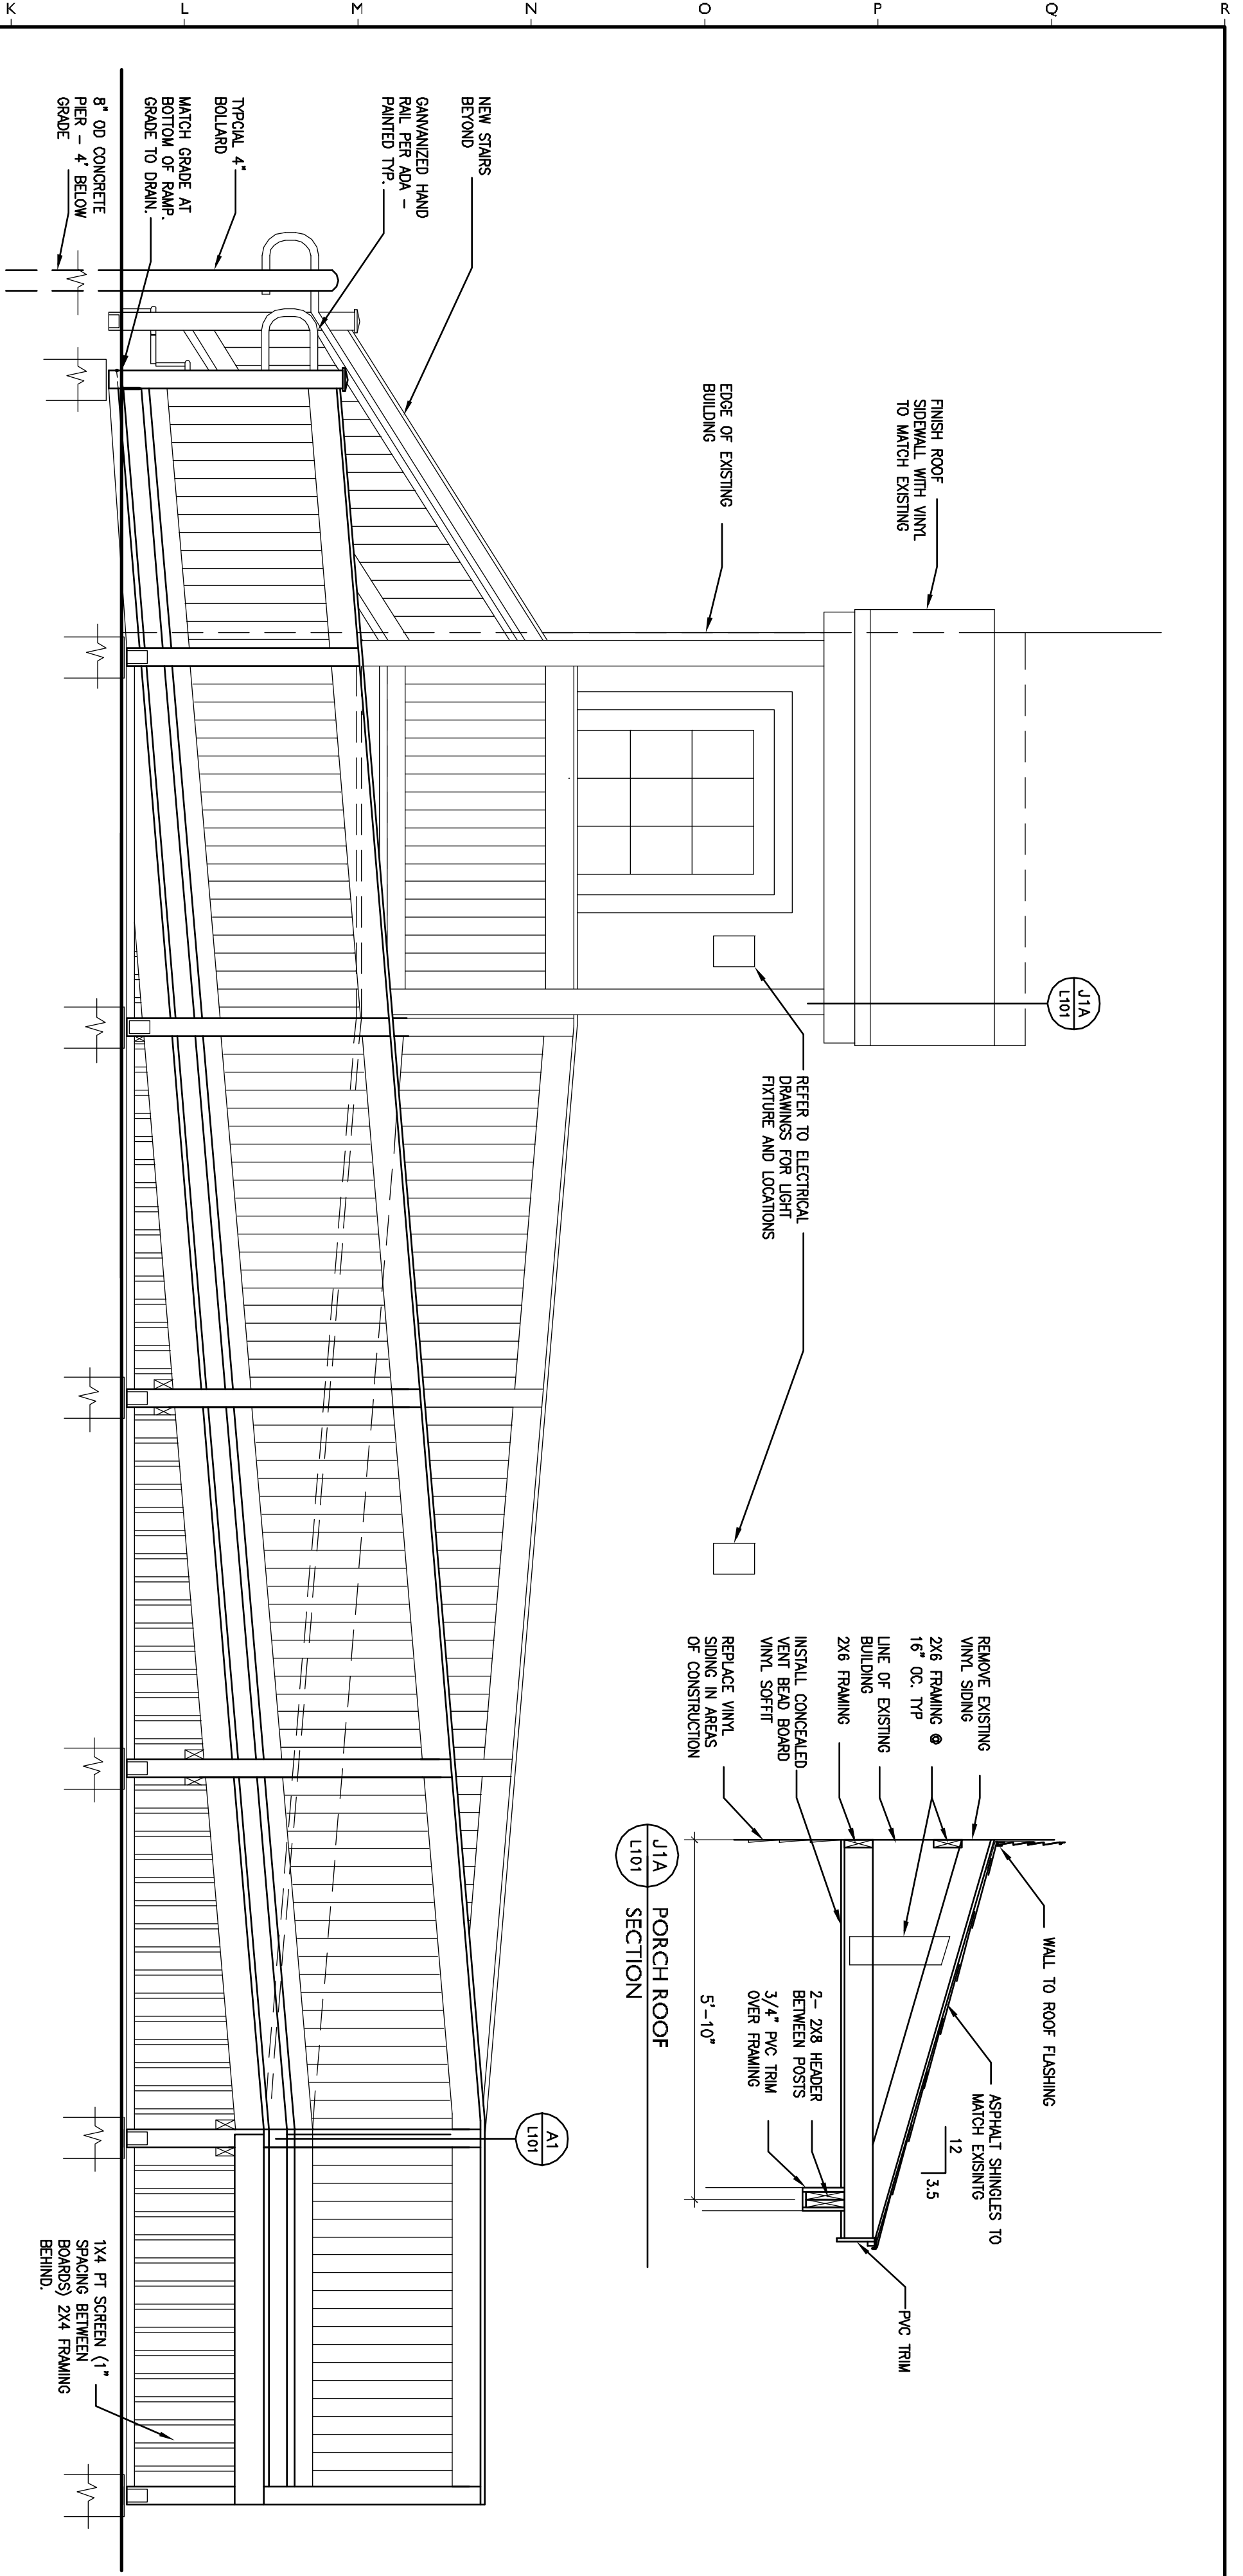 K
L
M
N
O
P
Q
R
FINISH ROOF
SIDEWALL WITH VINYL
TO MATCH EXISTING
EDGE OF EXISTING
BUILDING
NEW STAIRS
BEYOND
GANVANIZED HAND
RAIL PER ADA -
PAINTED TYP.
TYPCIAL 4"
BOLLARD
MATCH GRADE AT
BOTTOM OF RAMP.
GRADE TO DRAIN.
8" OD CONCRETE
PIER - 4' BELOW
GRADE
J1A
L101
REFER TO ELECTRICAL
DRAWINGS FOR LIGHT
FIXTURE AND LOCATIONS
REMOVE EXISTING
VINYL SIDING
2X6 FRAMING @
16" OC. TYP
LINE OF EXISTING
BUILDING
2X6 FRAMING
INSTALL CONCEALED
VENT BEAD BOARD
VINYL SOFFIT
REPLACE VINYL
SIDING IN AREAS
OF CONSTRUCTION
WALL TO ROOF FLASHING
ASPHALT SHINGLES TO
MATCH EXISINTG
12
3.5
2- 2X8 HEADER
BETWEEN POSTS
3/4" PVC TRIM
OVER FRAMING
PVC TRIM
5'-10"
J1A
L101
PORCH ROOF
SECTION
A1
L101
1X4 PT SCREEN (1"
SPACING BETWEEN
BOARDS) 2X4 FRAMING
BEHIND.